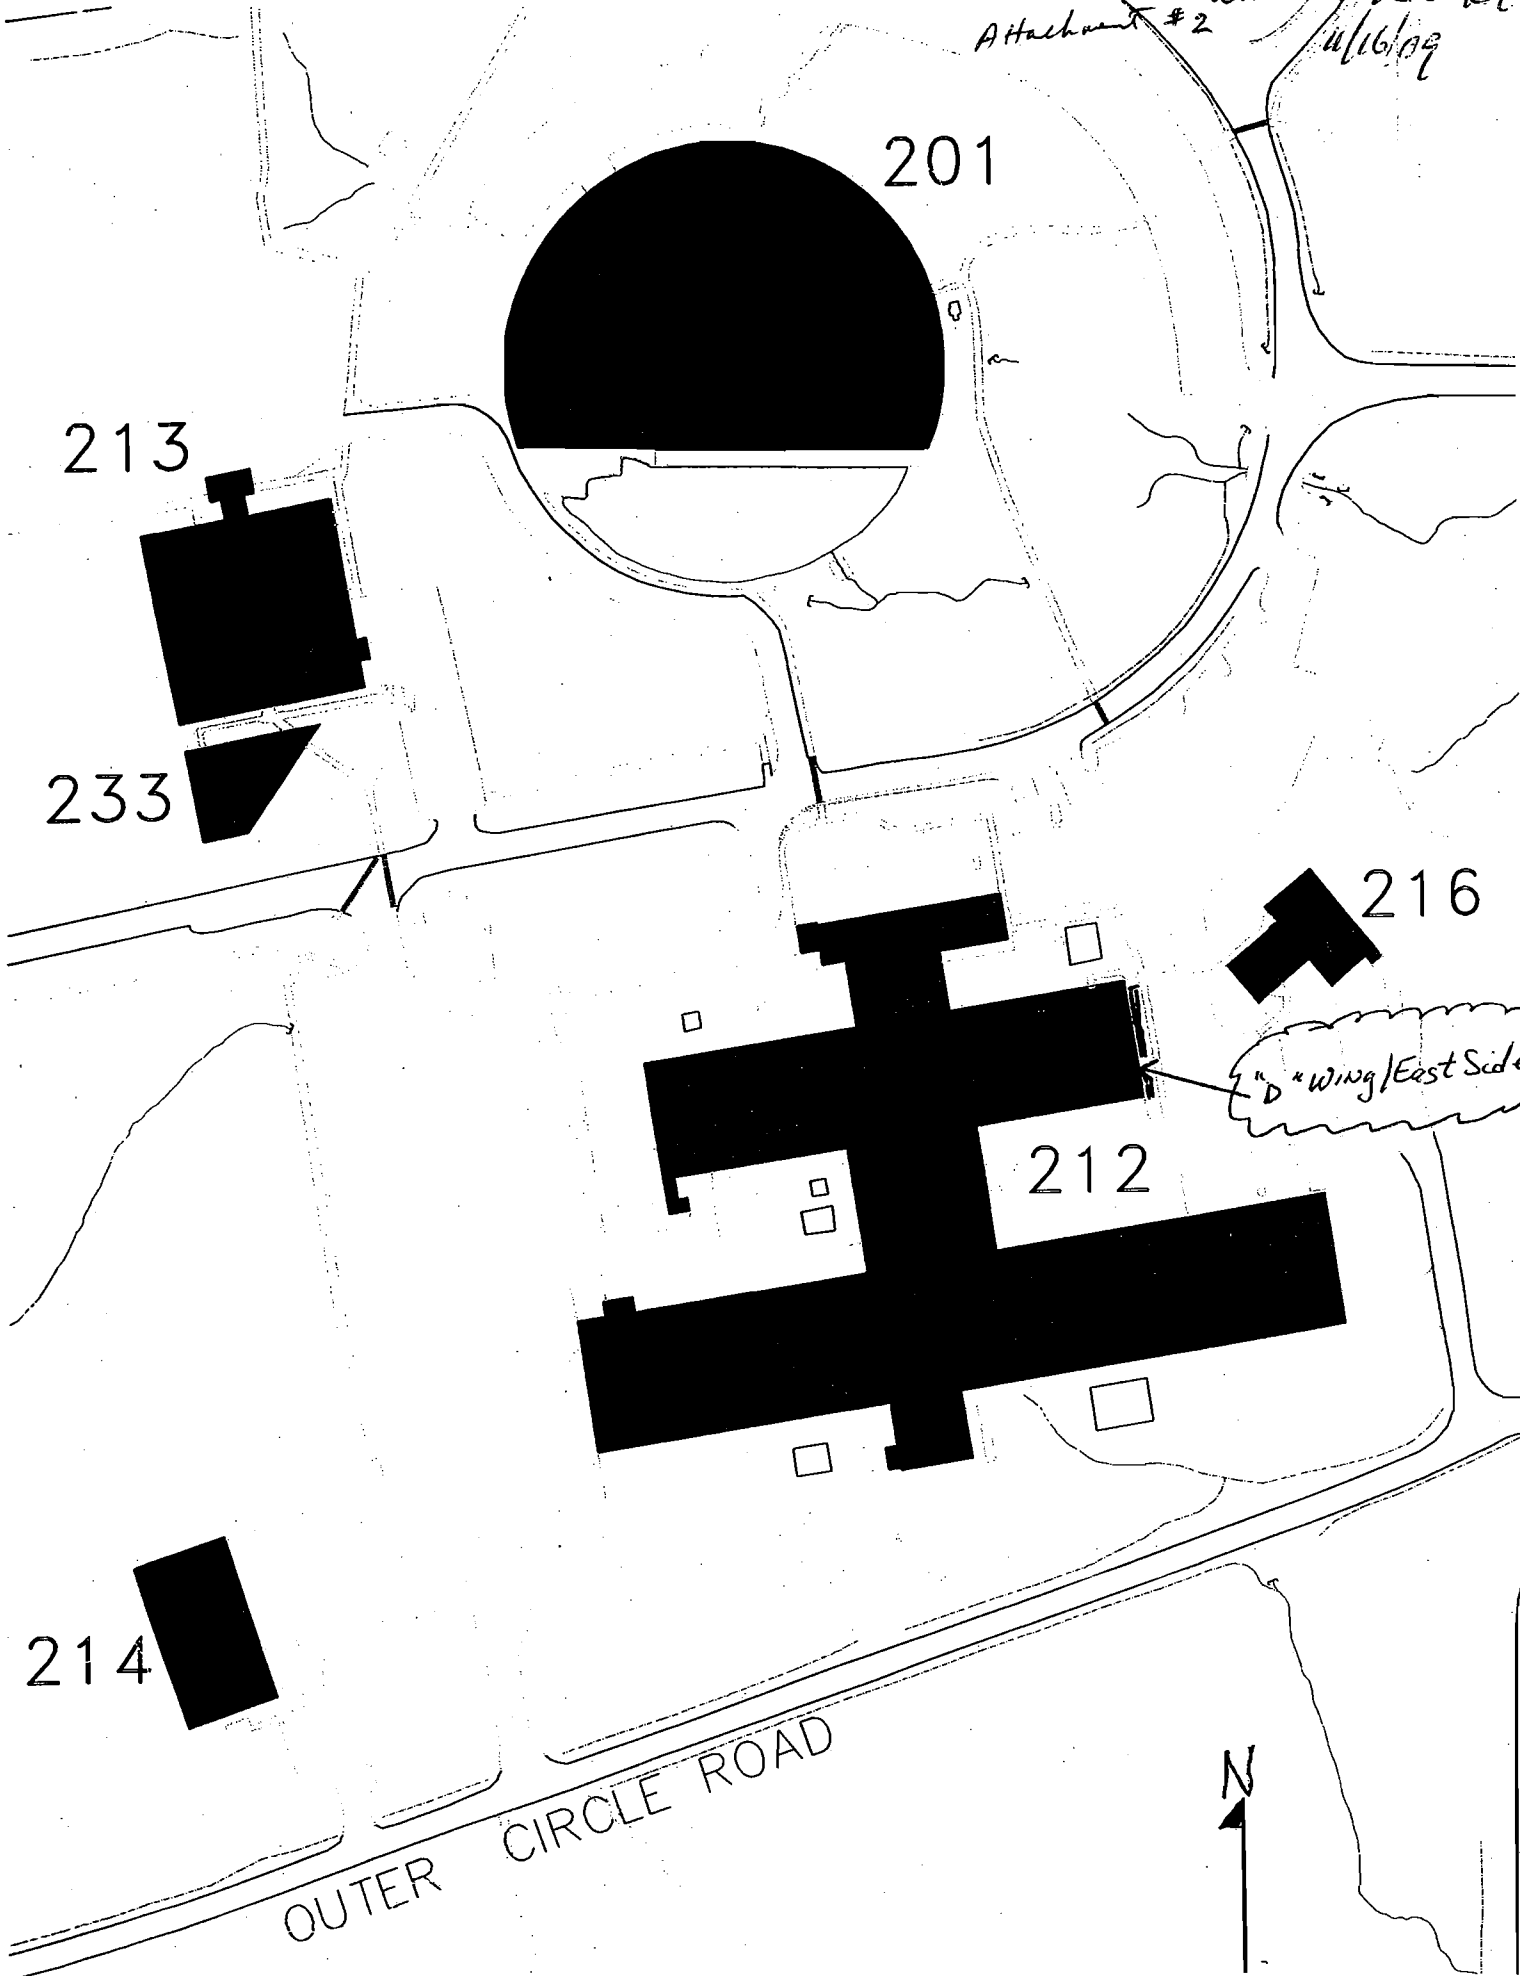 Attachment #2
11/16/09
201
213
233
216
"D" Wing/East Side
212
214
OUTER CIRCLE ROAD
N